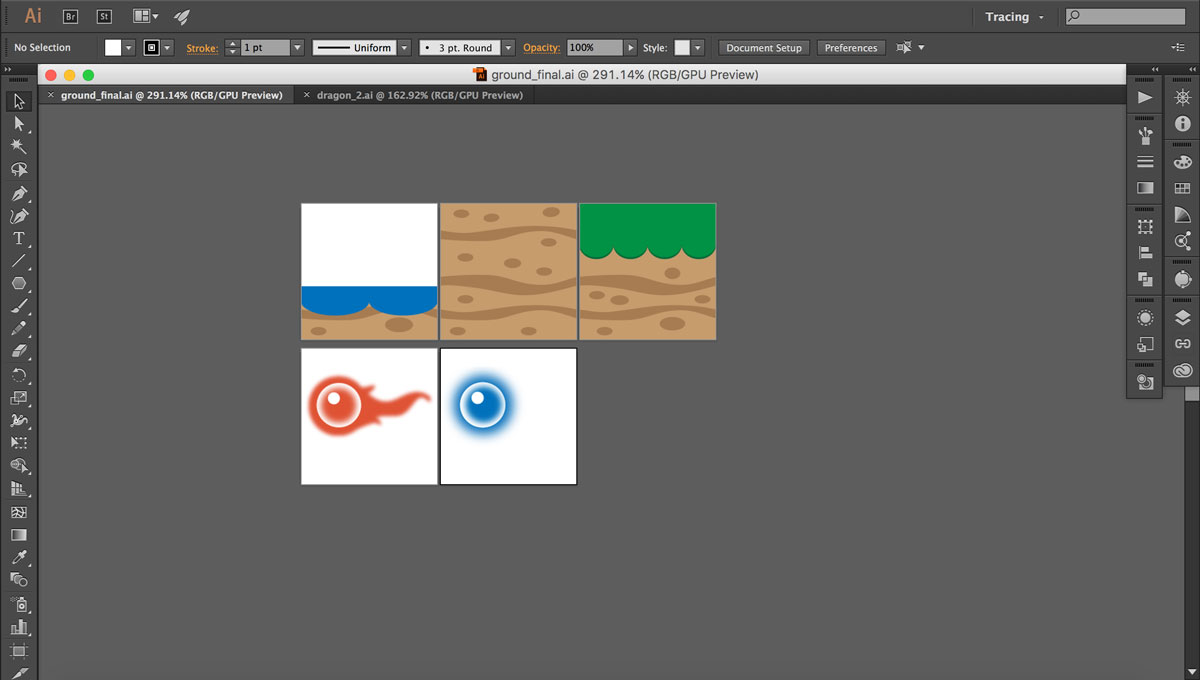 Ai Br St Tracing
No Selection Stroke: 1 pt Uniform • 3 pt. Round Opacity: 100% Style: Document Setup Preferences
Ai ground_final.ai @ 291.14% (RGB/GPU Preview)
× ground_final.ai @ 291.14% (RGB/GPU Preview) × dragon_2.ai @ 162.92% (RGB/GPU Preview)
T